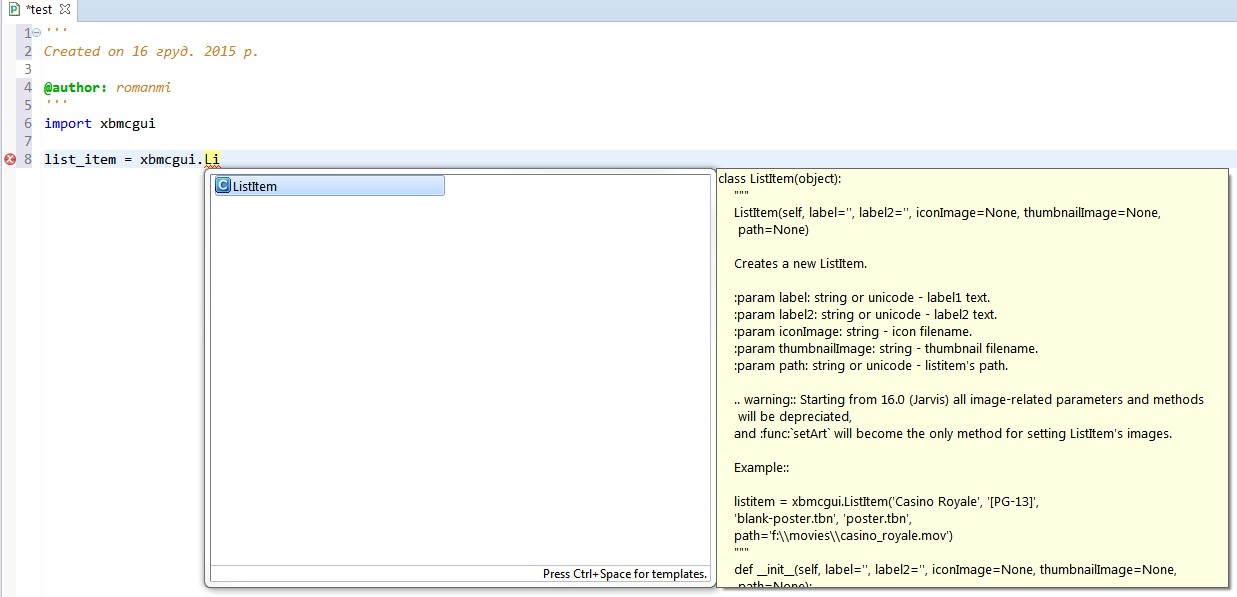 *test
1 '''
2 Created on 16 груд. 2015 р.
3
4 @author: romanmi
5 '''
6 import xbmcgui
7
8 list_item = xbmcgui.Li
ListItem
Press Ctrl+Space for templates.
class ListItem(object):
"""
ListItem(self, label='', label2='', iconImage=None, thumbnailImage=None,
path=None)
Creates a new ListItem.
:param label: string or unicode - label1 text.
:param label2: string or unicode - label2 text.
:param iconImage: string - icon filename.
:param thumbnailImage: string - thumbnail filename.
:param path: string or unicode - listitem's path.
.. warning:: Starting from 16.0 (Jarvis) all image-related parameters and methods
will be depreciated,
and :func:`setArt` will become the only method for setting ListItem's images.
Example::
listitem = xbmcgui.ListItem('Casino Royale', '[PG-13]',
'blank-poster.tbn', 'poster.tbn',
path='f:\\movies\\casino_royale.mov')
"""
def __init__(self, label='', label2='', iconImage=None, thumbnailImage=None,
path=None):